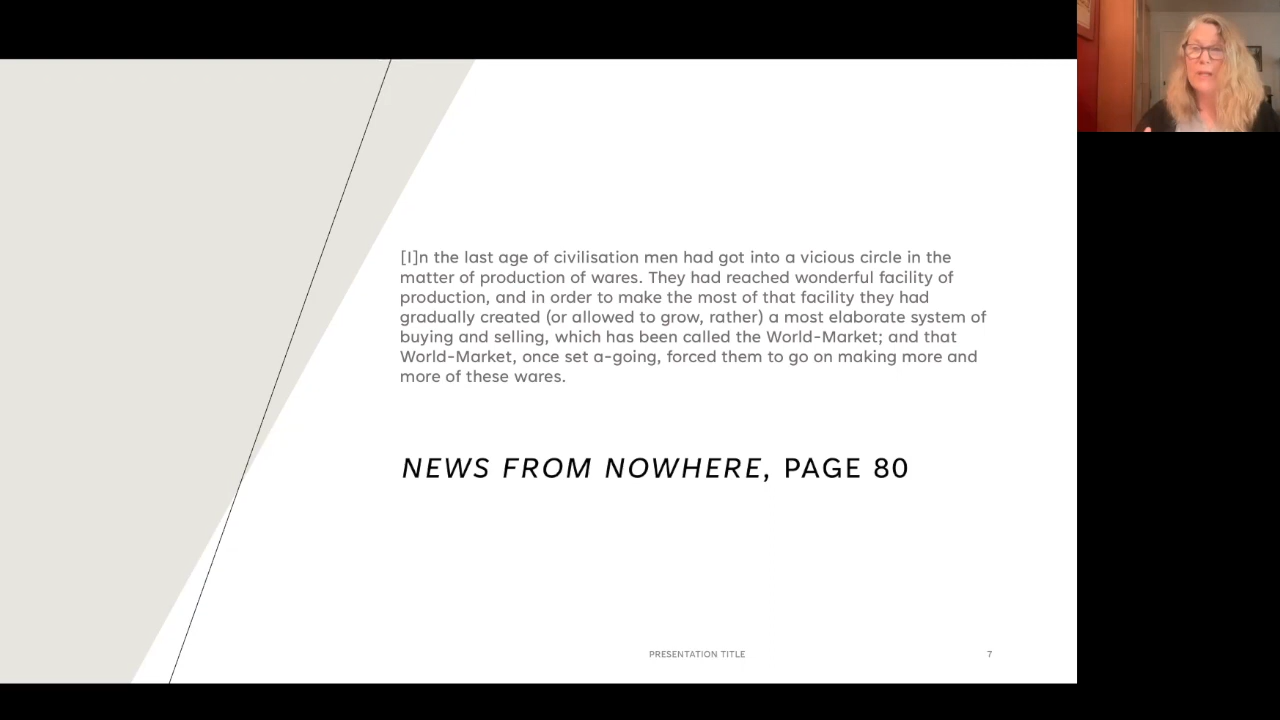 [I]n the last age of civilisation men had got into a vicious circle in the
matter of production of wares. They had reached wonderful facility of
production, and in order to make the most of that facility they had
gradually created (or allowed to grow, rather) a most elaborate system of
buying and selling, which has been called the World-Market; and that
World-Market, once set a-going, forced them to go on making more and
more of these wares.
NEWS FROM NOWHERE, PAGE 80
PRESENTATION TITLE
7